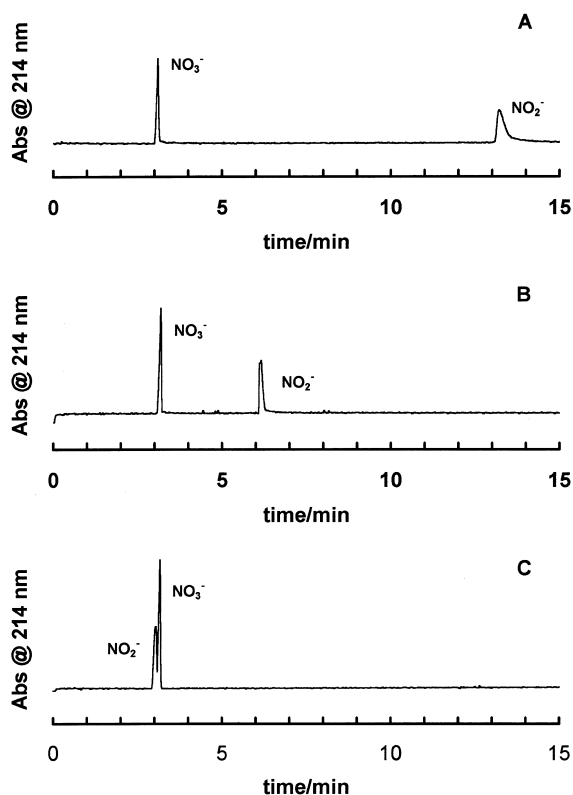 A
Abs @ 214 nm
NO₃⁻
NO₂⁻
0 5 10 15
time/min
B
Abs @ 214 nm
NO₃⁻
NO₂⁻
0 5 10 15
time/min
C
Abs @ 214 nm
NO₃⁻
NO₂⁻
0 5 10 15
time/min